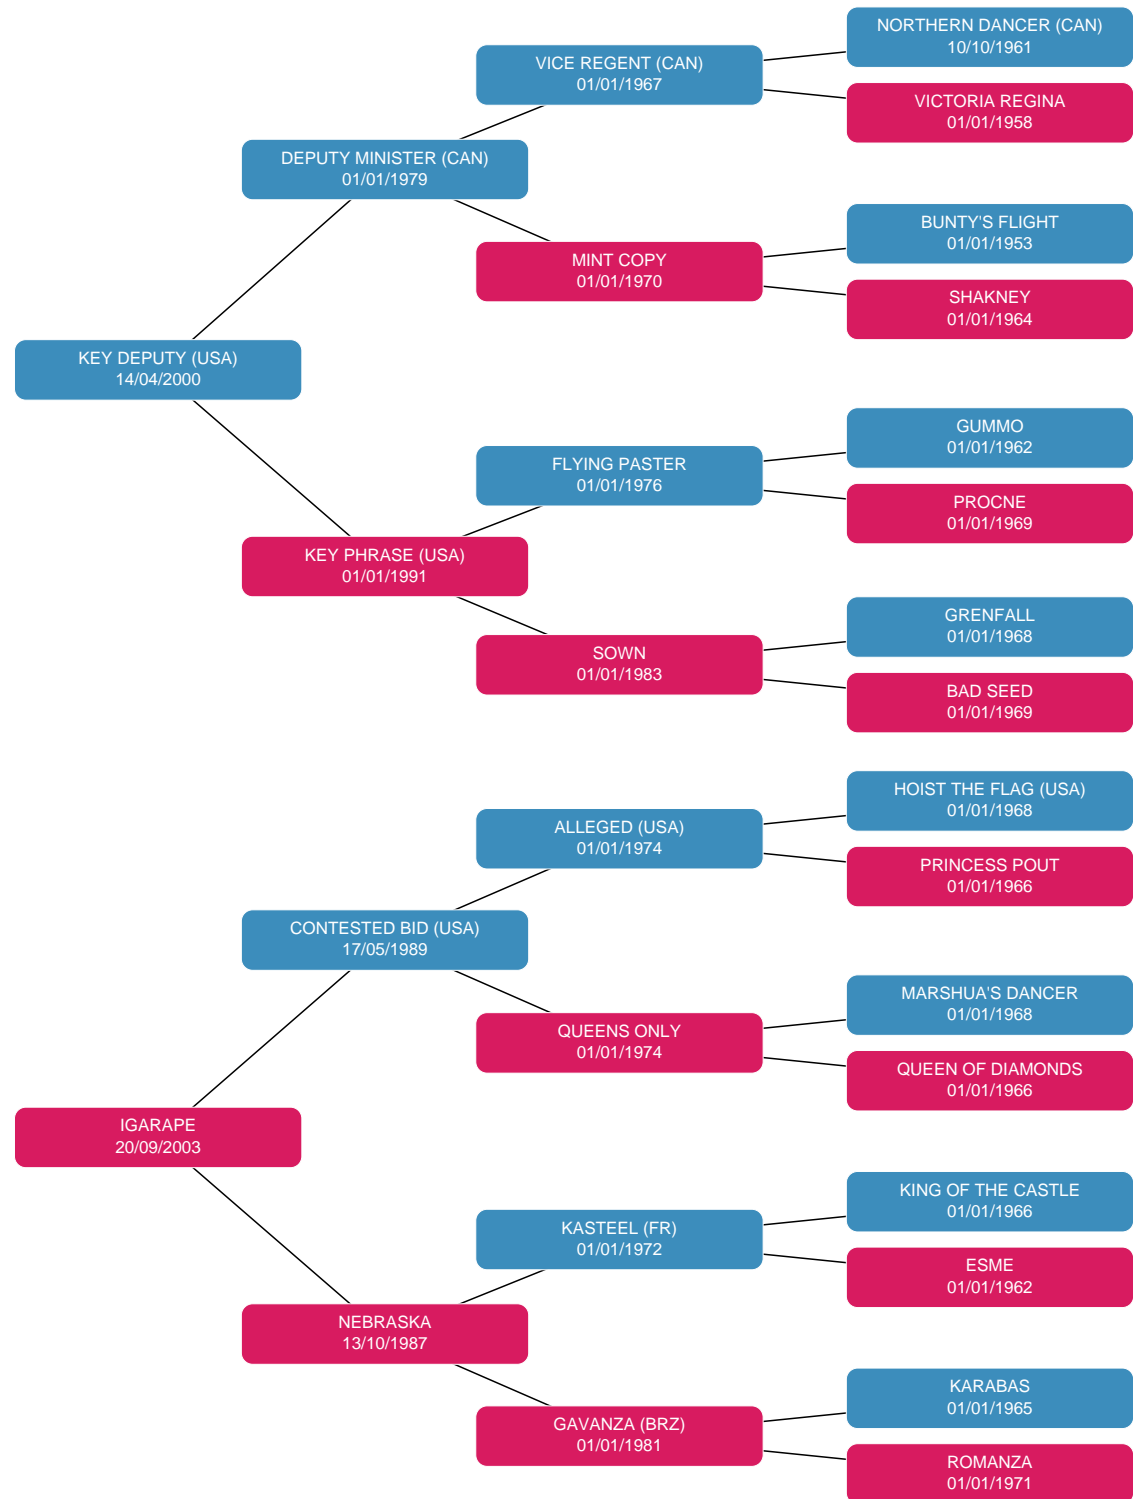 NORTHERN DANCER (CAN)
10/10/1961
VICE REGENT (CAN)
01/01/1967
VICTORIA REGINA
01/01/1958
DEPUTY MINISTER (CAN)
01/01/1979
BUNTY'S FLIGHT
01/01/1953
MINT COPY
01/01/1970
SHAKNEY
01/01/1964
KEY DEPUTY (USA)
14/04/2000
GUMMO
01/01/1962
FLYING PASTER
01/01/1976
PROCNE
01/01/1969
KEY PHRASE (USA)
01/01/1991
GRENFALL
01/01/1968
SOWN
01/01/1983
BAD SEED
01/01/1969
HOIST THE FLAG (USA)
01/01/1968
ALLEGED (USA)
01/01/1974
PRINCESS POUT
01/01/1966
CONTESTED BID (USA)
17/05/1989
MARSHUA'S DANCER
01/01/1968
QUEENS ONLY
01/01/1974
QUEEN OF DIAMONDS
01/01/1966
IGARAPE
20/09/2003
KING OF THE CASTLE
01/01/1966
KASTEEL (FR)
01/01/1972
ESME
01/01/1962
NEBRASKA
13/10/1987
KARABAS
01/01/1965
GAVANZA (BRZ)
01/01/1981
ROMANZA
01/01/1971